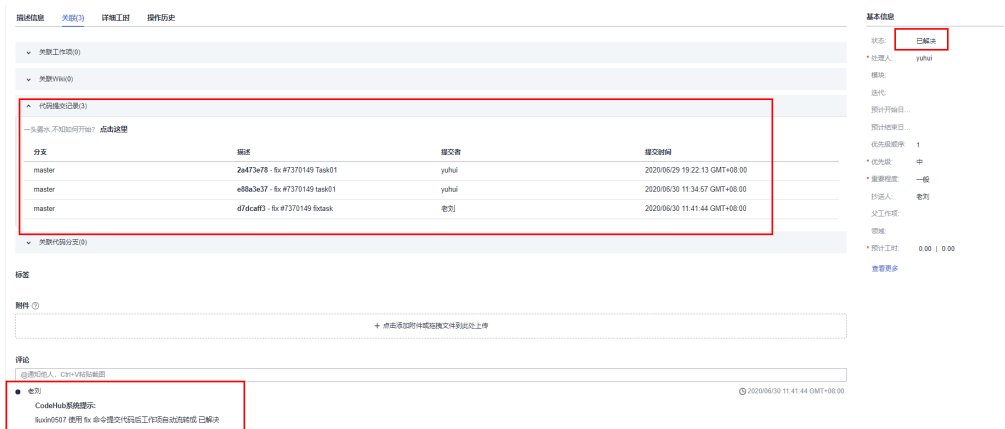 描述信息 关联(3) 详细工时 操作历史
关联工作项(0)
关联Wiki(0)
代码提交记录(3)
一头雾水,不知如何开始? 点击这里
分支 描述 提交者 提交时间
master 2a473e78 - fix #7370149 Task01 yuhui 2020/06/29 19:22:13 GMT+08:00
master e88a3e37 - fix #7370149 task01 yuhui 2020/06/30 11:34:57 GMT+08:00
master d7dcaff3 - fix #7370149 fixtask 老刘 2020/06/30 11:41:44 GMT+08:00
关联代码分支(0)
标签
附件
+ 点击添加附件或拖拽文件到此处上传
评论
@通知他人、Ctrl+V粘贴截图
老刘 2020/06/30 11:41:44 GMT+08:00
CodeHub系统提示:
liuxin0507 使用 fix 命令提交代码后工作项自动流转成 已解决
基本信息
状态: 已解决
* 处理人: yuhui
模块:
迭代:
预计开始日...
预计结束日...
优先级顺序: 1
* 优先级: 中
* 重要程度: 一般
抄送人: 老刘
父工作项:
领域:
* 预计工时: 0.00 | 0.00
查看更多